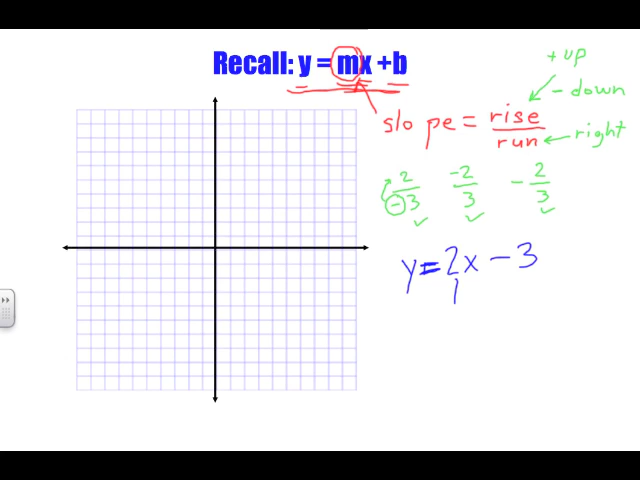 Recall: y = mx + b
+ up
- down
slope = rise/run
right
2/-3 -2/3 - 2/3
y = 2x - 3
1